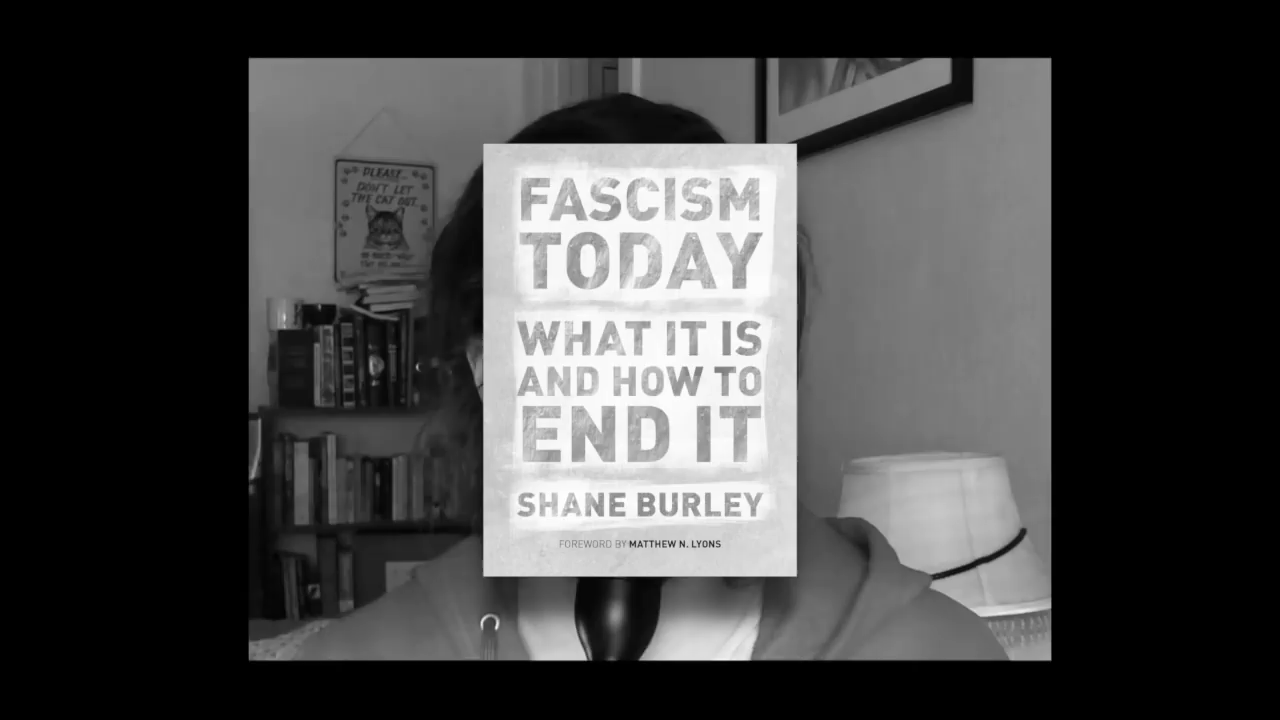 PLEASE...
DON'T LET
THE CAT OUT.
FASCISM
TODAY
WHAT IT IS
AND HOW TO
END IT
SHANE BURLEY
FOREWORD BY MATTHEW N. LYONS